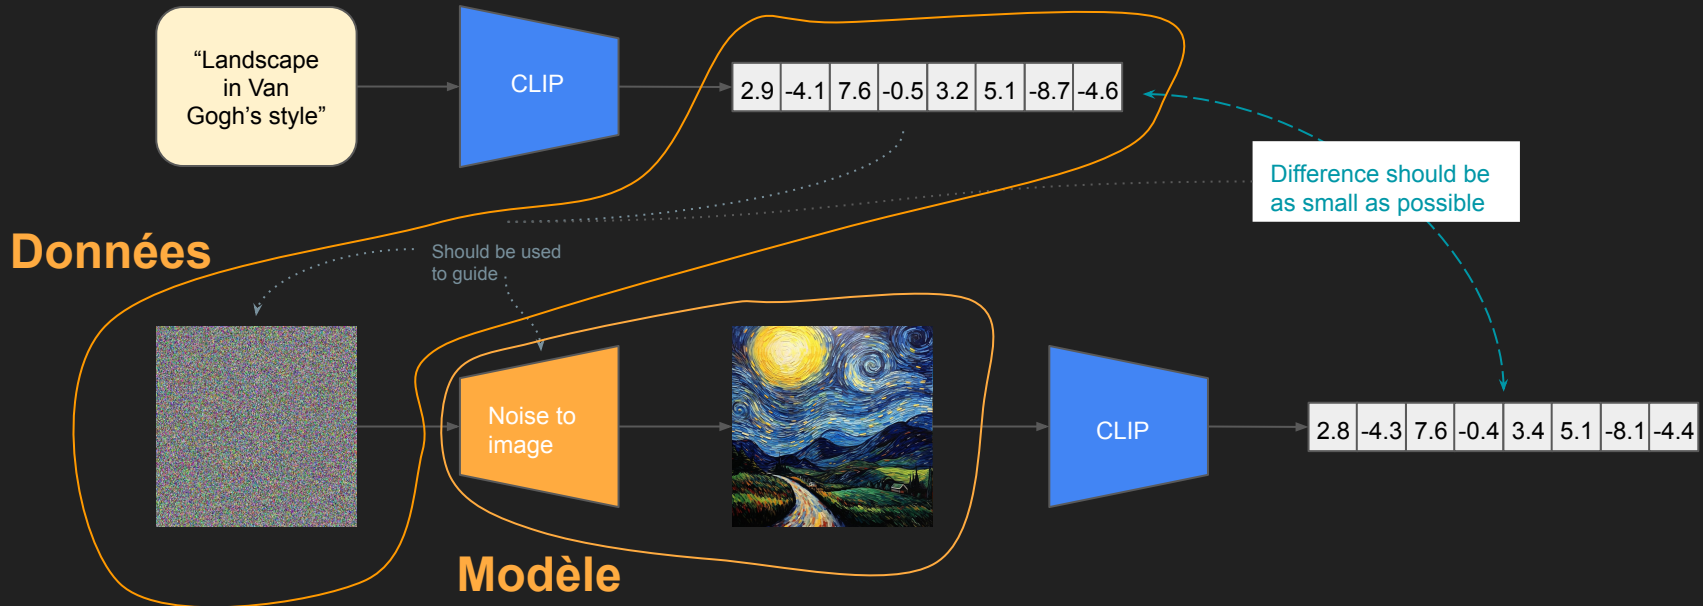 “Landscape
in Van
Gogh’s style”
CLIP
2.9 -4.1 7.6 -0.5 3.2 5.1 -8.7 -4.6
Difference should be
as small as possible
Données
Should be used
to guide
Noise to
image
CLIP
2.8 -4.3 7.6 -0.4 3.4 5.1 -8.1 -4.4
Modèle